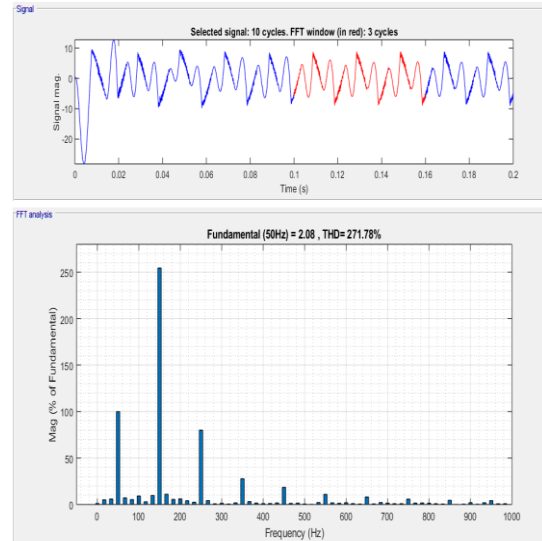 Signal
Selected signal: 10 cycles. FFT window (in red): 3 cycles
Signal mag.
10
0
-10
-20
0 0.02 0.04 0.06 0.08 0.1 0.12 0.14 0.16 0.18 0.2
Time (s)
FFT analysis
Fundamental (50Hz) = 2.08 , THD= 271.78%
Mag (% of Fundamental)
250
200
150
100
50
0
0 100 200 300 400 500 600 700 800 900 1000
Frequency (Hz)